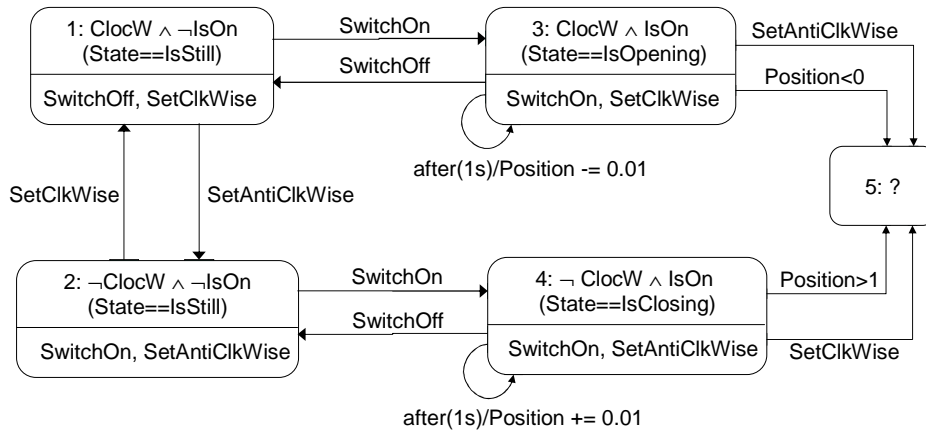 1: ClocW ∧ ¬IsOn
(State==IsStill)
SwitchOff, SetClkWise
SwitchOn
SwitchOff
3: ClocW ∧ IsOn
(State==IsOpening)
SwitchOn, SetClkWise
after(1s)/Position -= 0.01
SetAntiClkWise
Position<0
5: ?
SetClkWise
SetAntiClkWise
2: ¬ClocW ∧ ¬IsOn
(State==IsStill)
SwitchOn, SetAntiClkWise
SwitchOn
SwitchOff
4: ¬ ClocW ∧ IsOn
(State==IsClosing)
SwitchOn, SetAntiClkWise
after(1s)/Position += 0.01
Position>1
SetClkWise